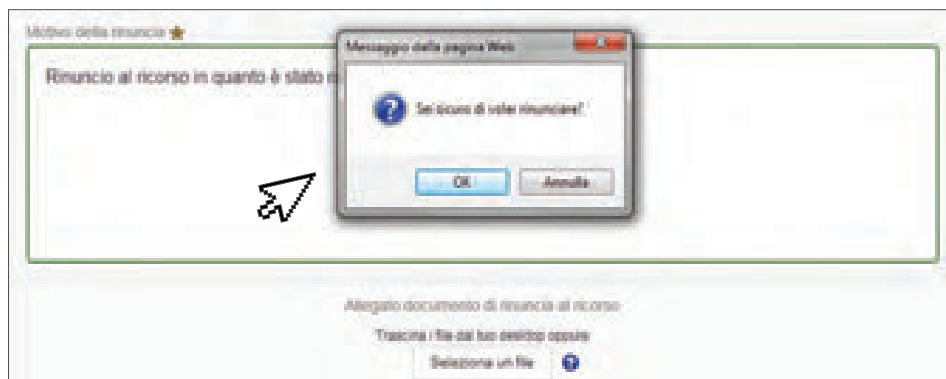 Motivo della rinuncia
Messaggio della pagina Web
Rinuncio al ricorso in quanto è stato
Sei sicuro di voler rinunciare?
OK Annulla
Allegato documento di rinuncia al ricorso
Trascina i file dal tuo desktop oppure
Seleziona un file